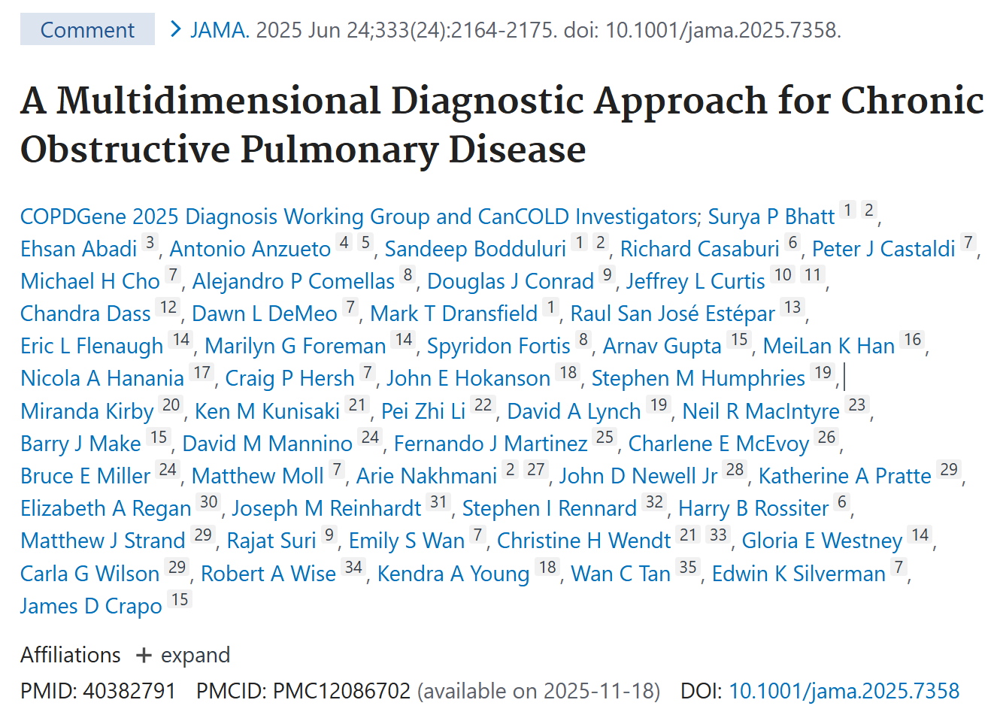 Comment > JAMA. 2025 Jun 24;333(24):2164-2175. doi: 10.1001/jama.2025.7358.
A Multidimensional Diagnostic Approach for Chronic
Obstructive Pulmonary Disease
COPDGene 2025 Diagnosis Working Group and CanCOLD Investigators; Surya P Bhatt 1 2,
Ehsan Abadi 3, Antonio Anzueto 4 5, Sandeep Bodduluri 1 2, Richard Casaburi 6, Peter J Castaldi 7,
Michael H Cho 7, Alejandro P Comellas 8, Douglas J Conrad 9, Jeffrey L Curtis 10 11,
Chandra Dass 12, Dawn L DeMeo 7, Mark T Dransfield 1, Raul San José Estépar 13,
Eric L Flenaugh 14, Marilyn G Foreman 14, Spyridon Fortis 8, Arnav Gupta 15, MeiLan K Han 16,
Nicola A Hanania 17, Craig P Hersh 7, John E Hokanson 18, Stephen M Humphries 19,
Miranda Kirby 20, Ken M Kunisaki 21, Pei Zhi Li 22, David A Lynch 19, Neil R MacIntyre 23,
Barry J Make 15, David M Mannino 24, Fernando J Martinez 25, Charlene E McEvoy 26,
Bruce E Miller 24, Matthew Moll 7, Arie Nakhmani 2 27, John D Newell Jr 28, Katherine A Pratte 29,
Elizabeth A Regan 30, Joseph M Reinhardt 31, Stephen I Rennard 32, Harry B Rossiter 6,
Matthew J Strand 29, Rajat Suri 9, Emily S Wan 7, Christine H Wendt 21 33, Gloria E Westney 14,
Carla G Wilson 29, Robert A Wise 34, Kendra A Young 18, Wan C Tan 35, Edwin K Silverman 7,
James D Crapo 15
Affiliations + expand
PMID: 40382791 PMCID: PMC12086702 (available on 2025-11-18) DOI: 10.1001/jama.2025.7358